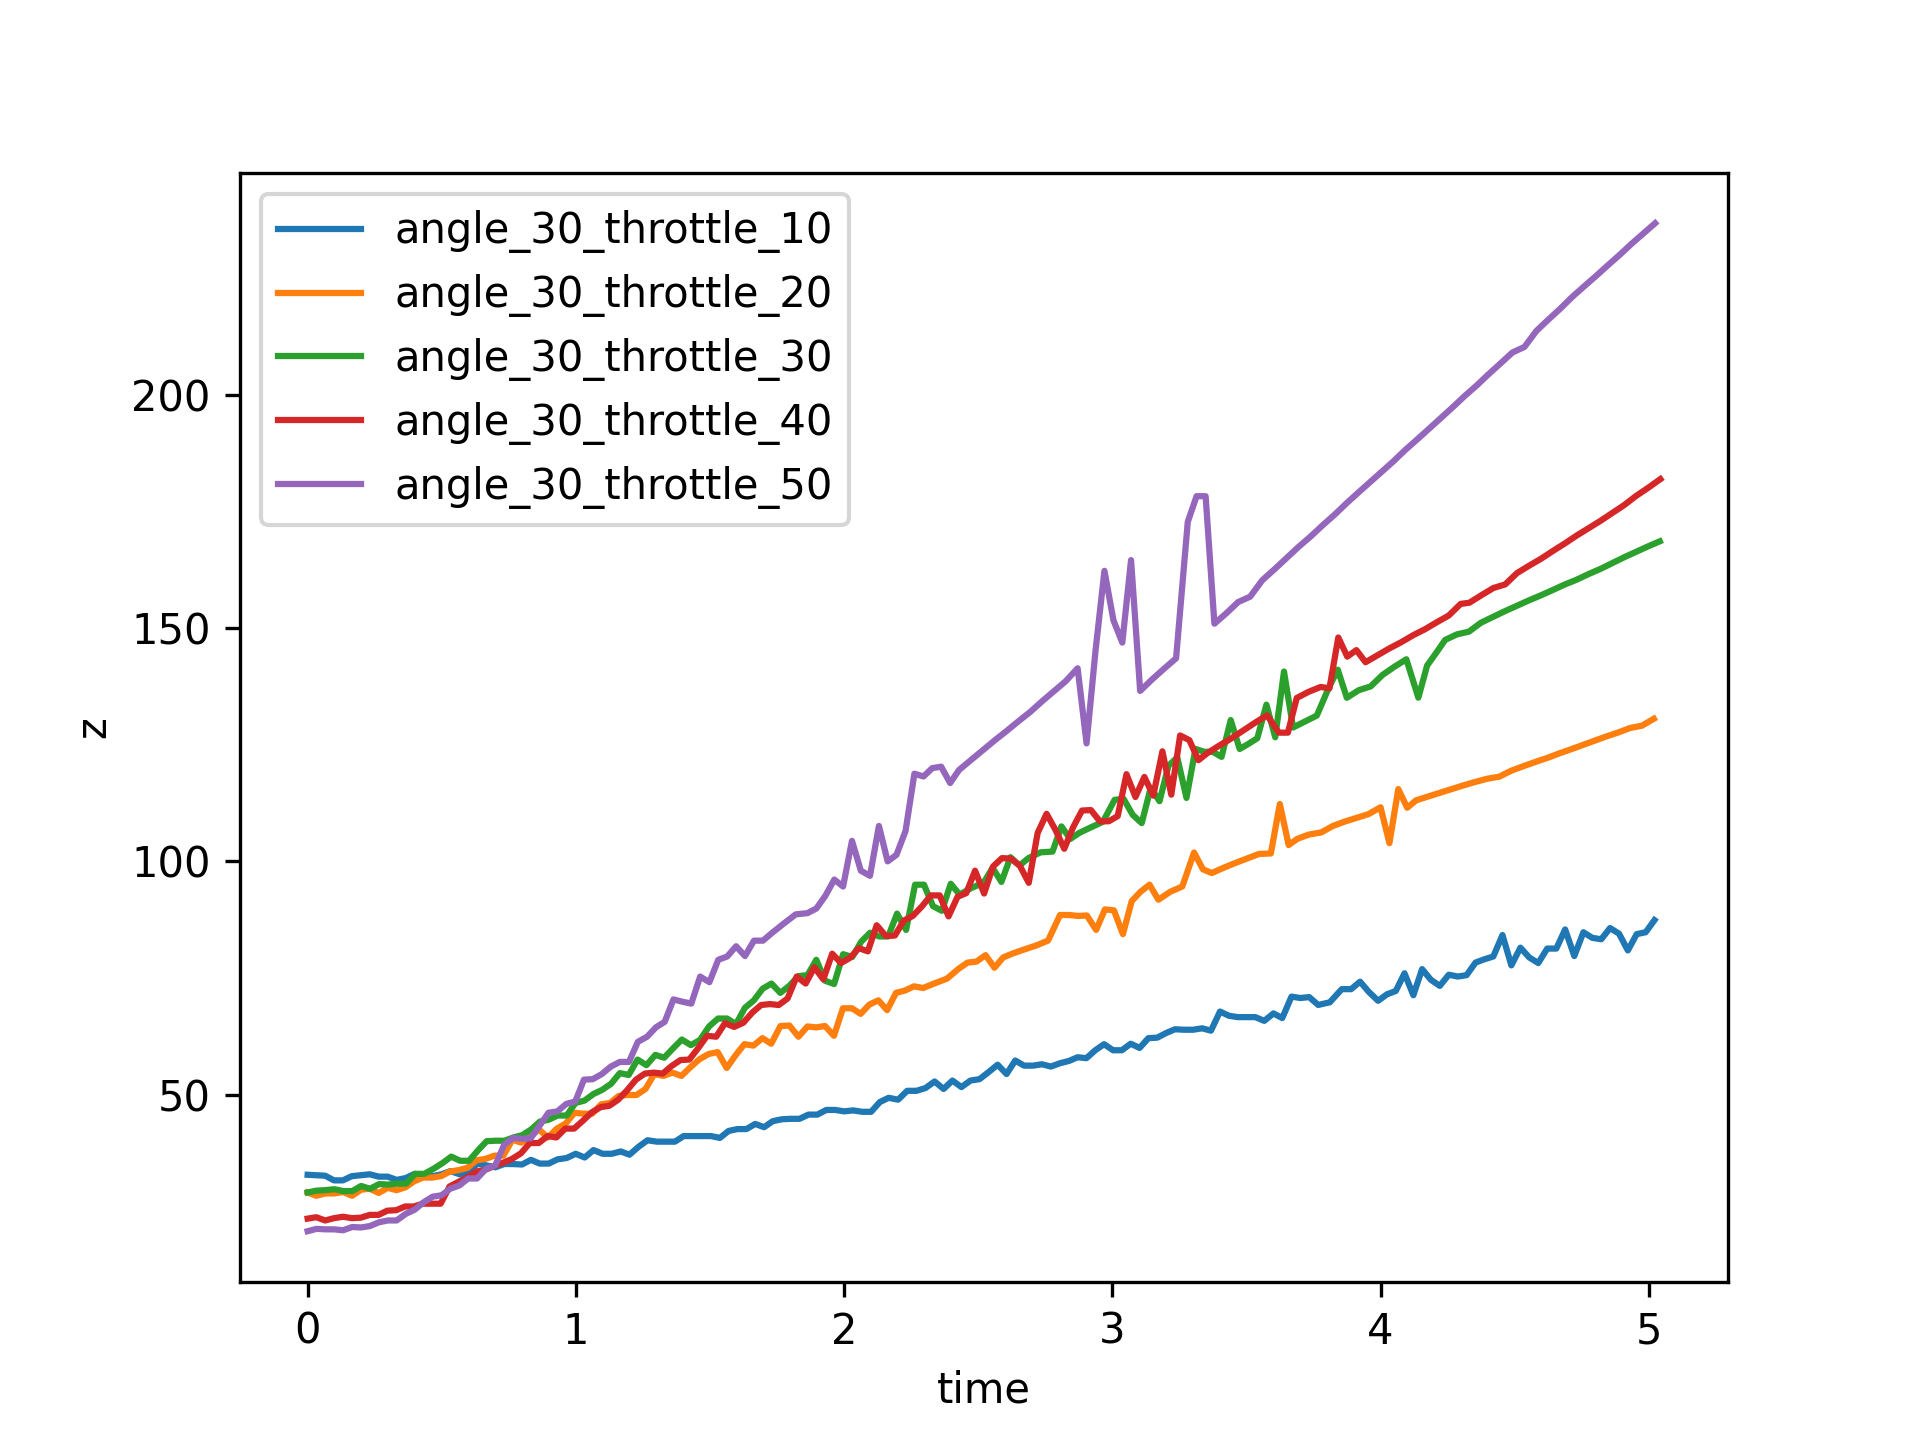 angle_30_throttle_10
angle_30_throttle_20
angle_30_throttle_30
angle_30_throttle_40
angle_30_throttle_50
200
150
100
50
z
0 1 2 3 4 5
time